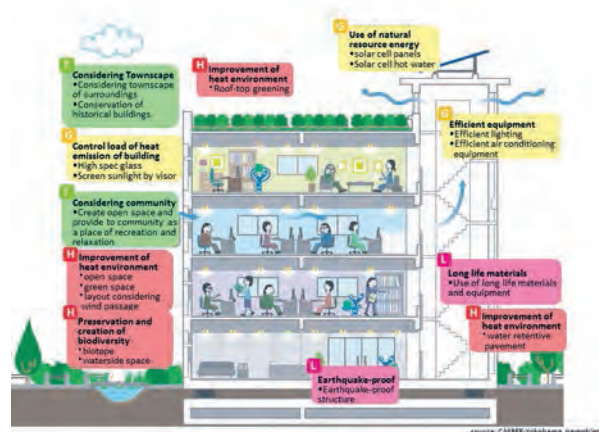 G
Use of natural
resource energy
•solar cell panels
•Solar cell hot water
H
Improvement of
heat environment
•Roof-top greening
Considering Townscape
•Considering townscape
of surroundings
•Conservation of
historical buildings.
G
Control load of heat
emission of building
•High spec glass
•Screen sunlight by visor
G
Efficient equipment
•Efficient lighting
•Efficient air conditioning
equipment
Considering community
•Create open space and
provide to community as
a place of recreation and
relaxation
H
Improvement of
heat environment
•open space
•green space
•layout considering
wind passage
H
Preservation and
creation of
biodiversity
•biotape
•waterside space
L
Long life materials
•Use of long life materials
and equipment
H
Improvement of
heat environment
•water retentive
pavement
L
Earthquake-proof
•Earthquake-proof
structure
source: CASBEE-Yokohama